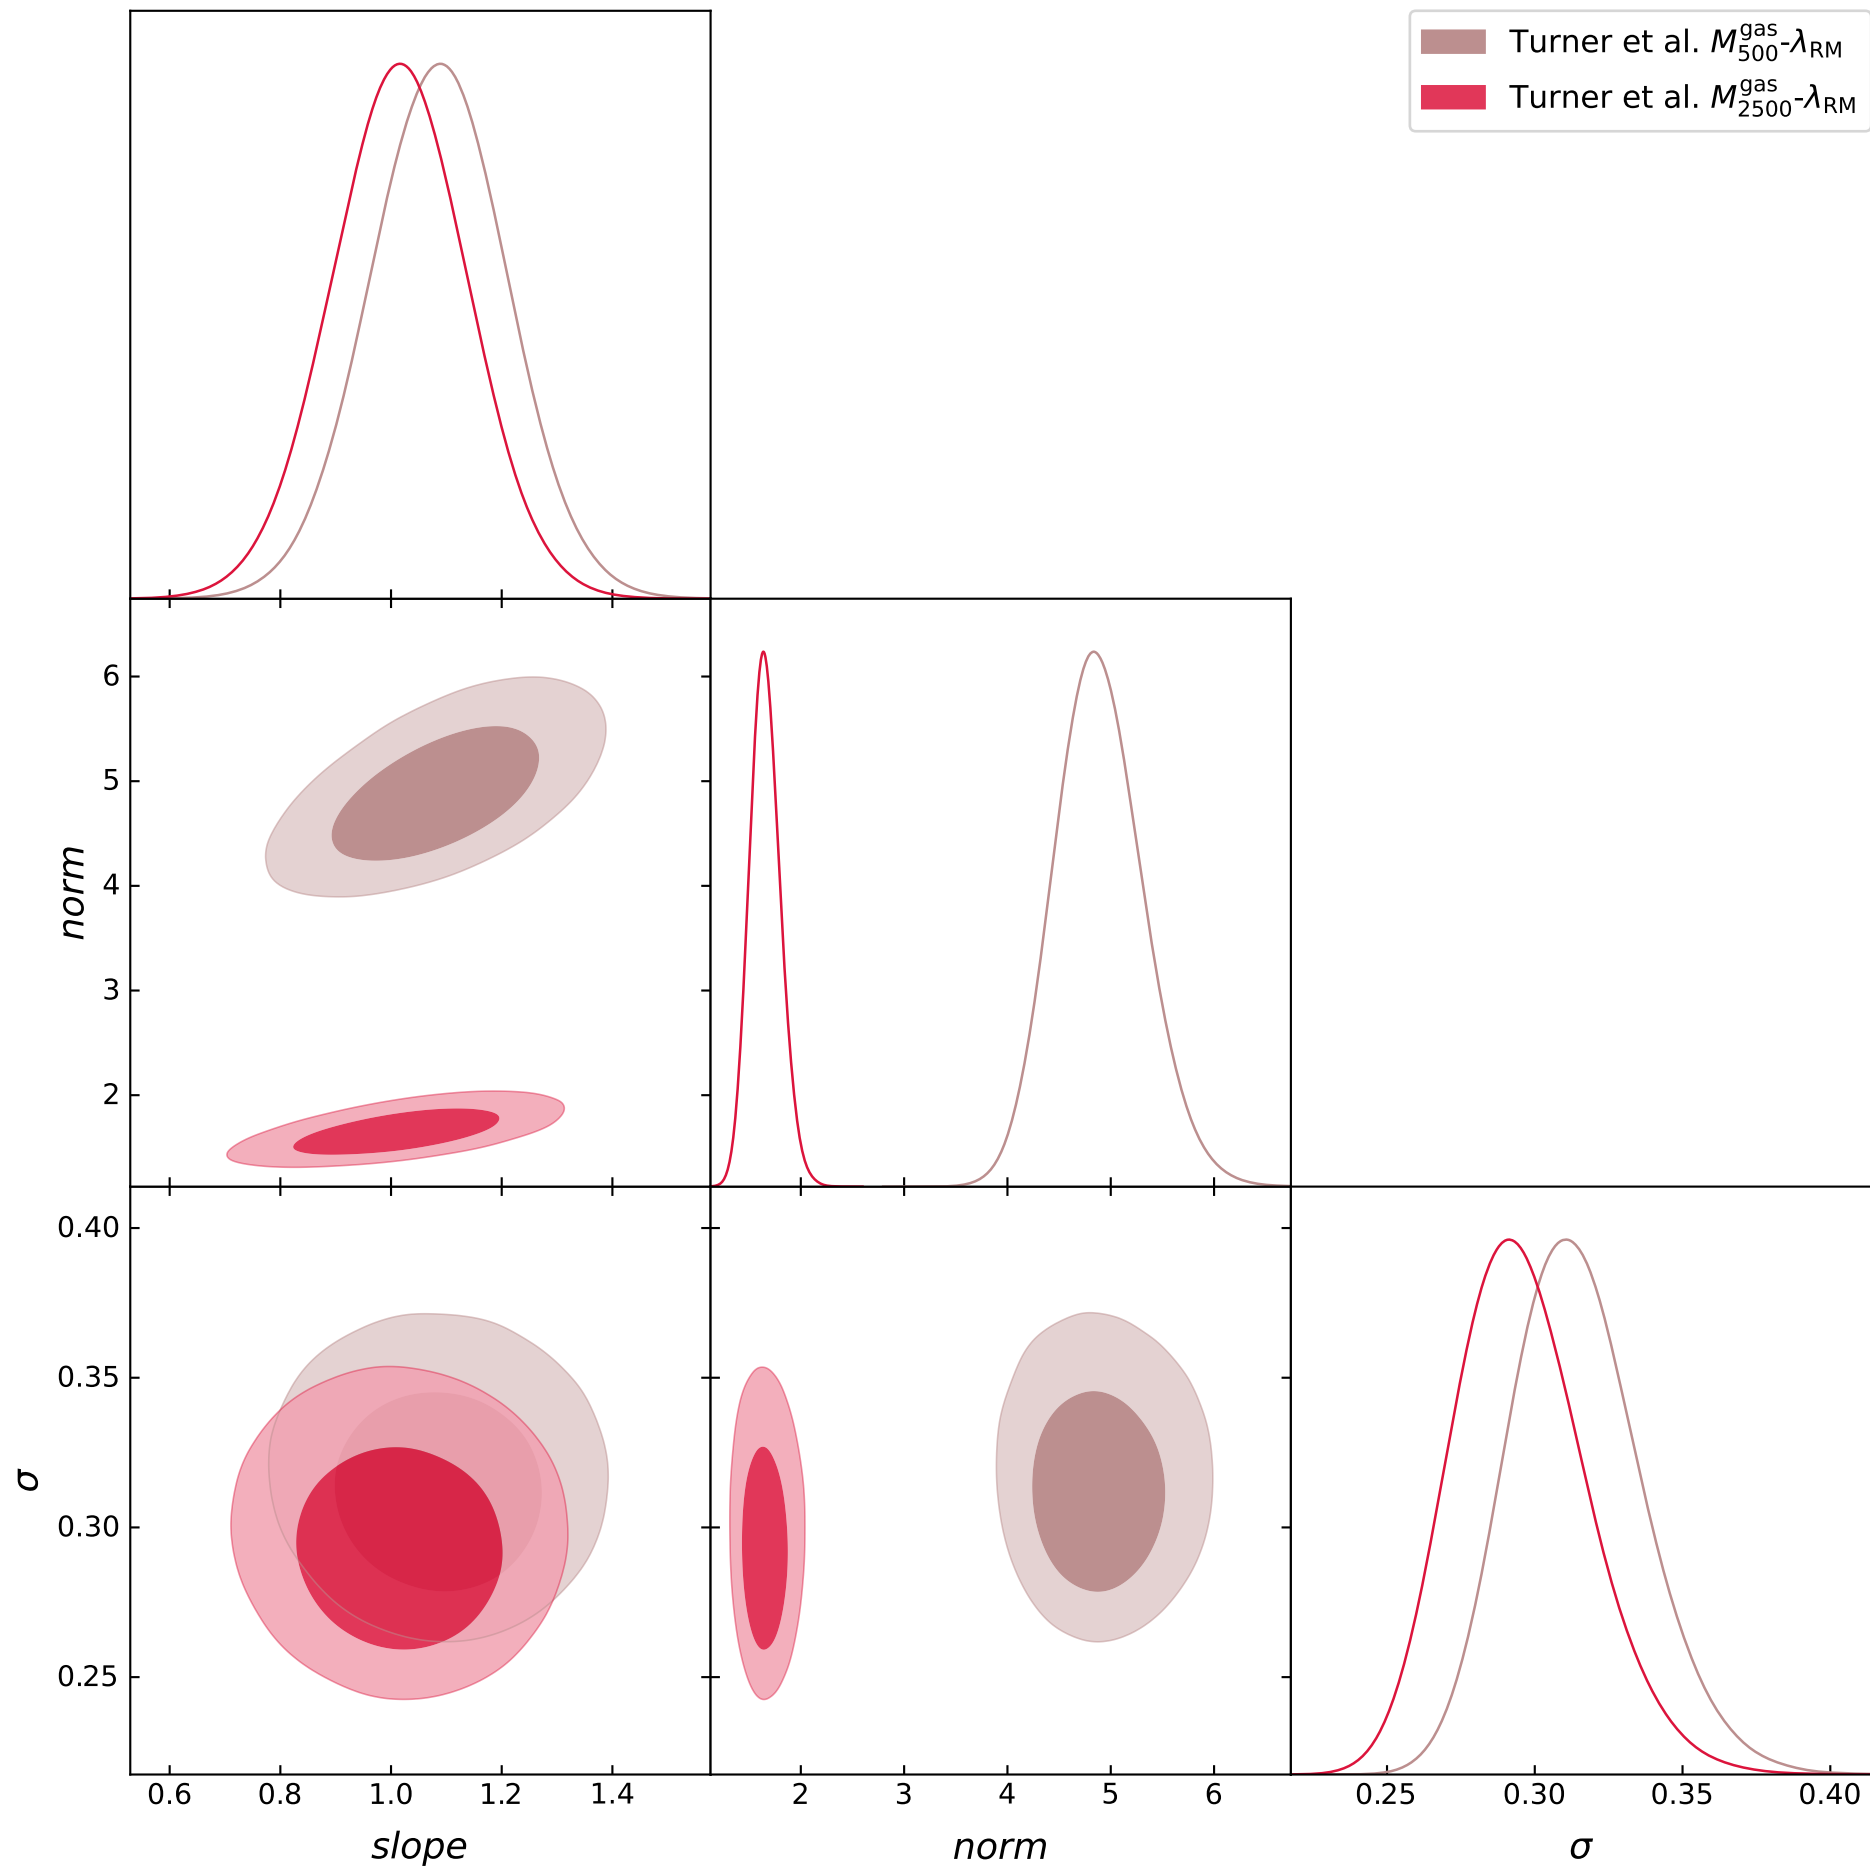 Turner et al. M^gas_500-λ_RM
Turner et al. M^gas_2500-λ_RM
6
5
4
3
2
norm
0.40
0.35
0.30
0.25
σ
0.6 0.8 1.0 1.2 1.4 2 3 4 5 6 0.25 0.30 0.35 0.40
slope norm σ